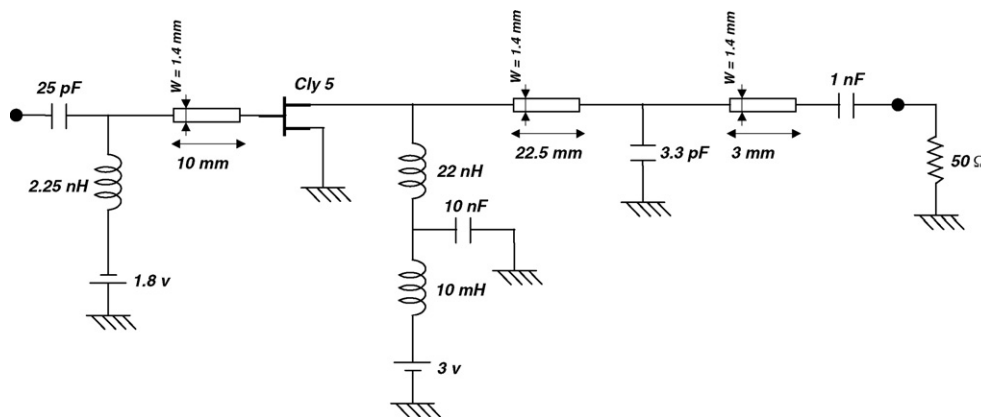 W = 1.4 mm
W = 1.4 mm
W = 1.4 mm
25 pF
Cly 5
1 nF
10 mm
22.5 mm
3.3 pF
3 mm
50 Ω
2.25 nH
22 nH
10 nF
1.8 v
10 mH
3 v